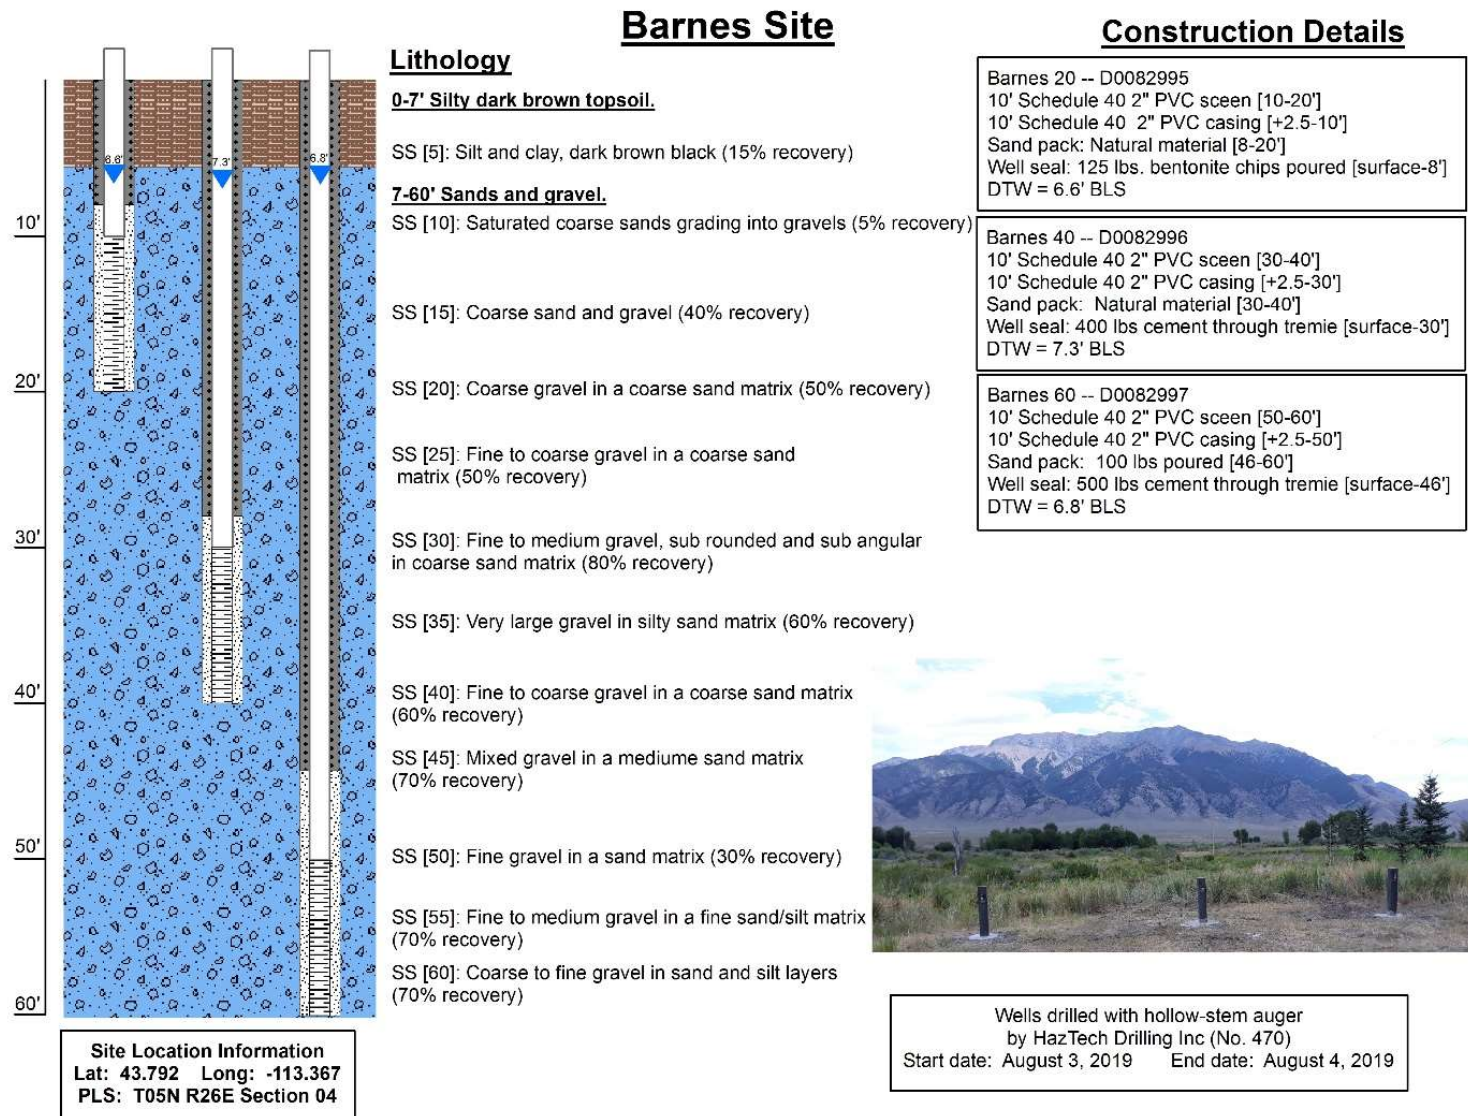 Barnes Site
Lithology
0-7' Silty dark brown topsoil.
SS [5]: Silt and clay, dark brown black (15% recovery)
7-60' Sands and gravel.
SS [10]: Saturated coarse sands grading into gravels (5% recovery)
SS [15]: Coarse sand and gravel (40% recovery)
SS [20]: Coarse gravel in a coarse sand matrix (50% recovery)
SS [25]: Fine to coarse gravel in a coarse sand
matrix (50% recovery)
SS [30]: Fine to medium gravel, sub rounded and sub angular
in coarse sand matrix (80% recovery)
SS [35]: Very large gravel in silty sand matrix (60% recovery)
SS [40]: Fine to coarse gravel in a coarse sand matrix
(60% recovery)
SS [45]: Mixed gravel in a mediume sand matrix
(70% recovery)
SS [50]: Fine gravel in a sand matrix (30% recovery)
SS [55]: Fine to medium gravel in a fine sand/silt matrix
(70% recovery)
SS [60]: Coarse to fine gravel in sand and silt layers
(70% recovery)
6.6'
7.3'
6.8'
10'
20'
30'
40'
50'
60'
Site Location Information
Lat: 43.792 Long: -113.367
PLS: T05N R26E Section 04
Construction Details
Barnes 20 -- D0082995
10' Schedule 40 2" PVC sceen [10-20']
10' Schedule 40 2" PVC casing [+2.5-10']
Sand pack: Natural material [8-20']
Well seal: 125 lbs. bentonite chips poured [surface-8']
DTW = 6.6' BLS
Barnes 40 -- D0082996
10' Schedule 40 2" PVC sceen [30-40']
10' Schedule 40 2" PVC casing [+2.5-30']
Sand pack: Natural material [30-40']
Well seal: 400 lbs cement through tremie [surface-30']
DTW = 7.3' BLS
Barnes 60 -- D0082997
10' Schedule 40 2" PVC sceen [50-60']
10' Schedule 40 2" PVC casing [+2.5-50']
Sand pack: 100 lbs poured [46-60']
Well seal: 500 lbs cement through tremie [surface-46']
DTW = 6.8' BLS
Wells drilled with hollow-stem auger
by HazTech Drilling Inc (No. 470)
Start date: August 3, 2019 End date: August 4, 2019